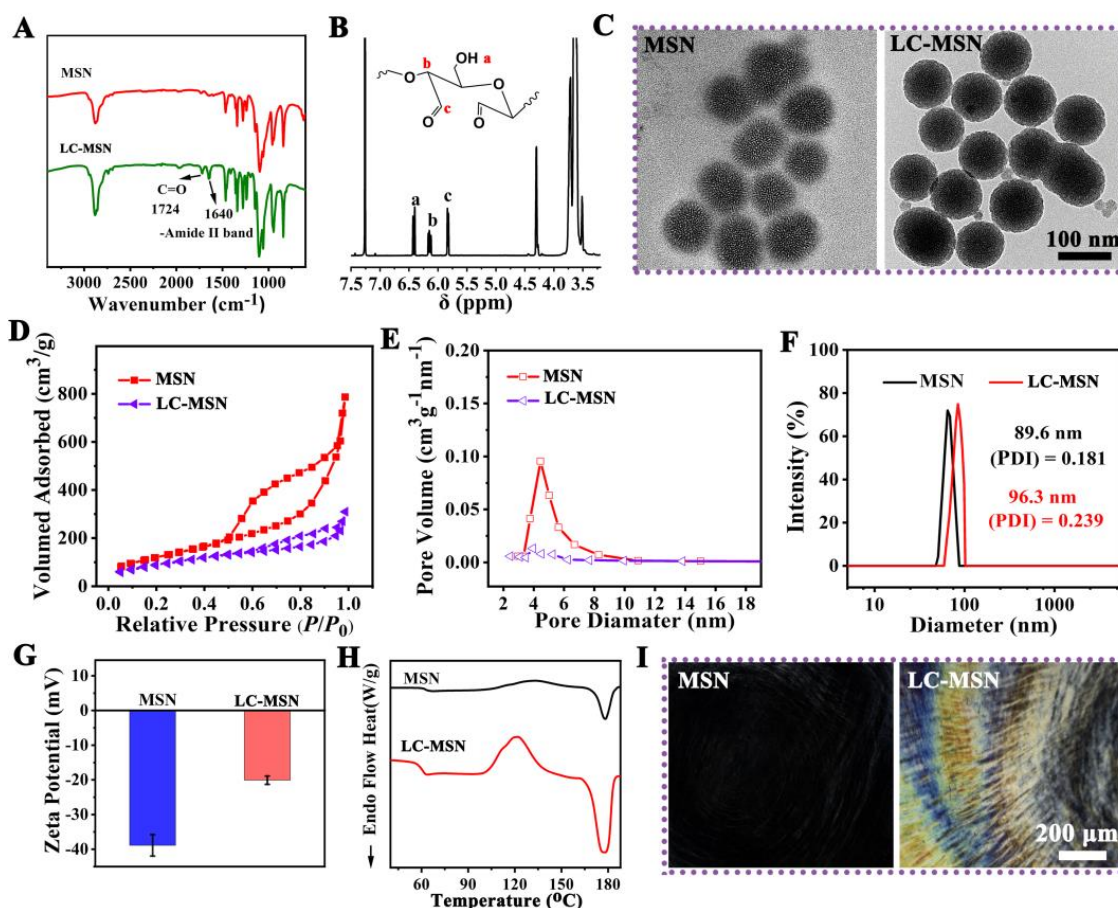 A
MSN
LC-MSN
C=O
1724
1640
-Amide II band
3000 2500 2000 1500 1000
Wavenumber (cm-1)
B
OH a
b
O
O
c
O
O
a
b
c
7.5 7.0 6.5 6.0 5.5 5.0 4.5 4.0 3.5
δ (ppm)
C
MSN
LC-MSN
100 nm
D
Volumed Adsorbed (cm3/g)
800
600
400
200
0
MSN
LC-MSN
0.0 0.2 0.4 0.6 0.8 1.0
Relative Pressure (P/P0)
E
Pore Volume (cm3g-1nm-1)
0.20
0.15
0.10
0.05
0.00
MSN
LC-MSN
2 4 6 8 10 12 14 16 18
Pore Diamater (nm)
F
Intensity (%)
100
80
60
40
20
0
MSN
LC-MSN
89.6 nm
(PDI) = 0.181
96.3 nm
(PDI) = 0.239
10 100 1000
Diameter (nm)
G
Zeta Potential (mV)
10
0
-10
-20
-30
-40
MSN
LC-MSN
H
Endo Flow Heat(W/g)
MSN
LC-MSN
60 90 120 150 180
Temperature (OC)
I
MSN
LC-MSN
200 μm